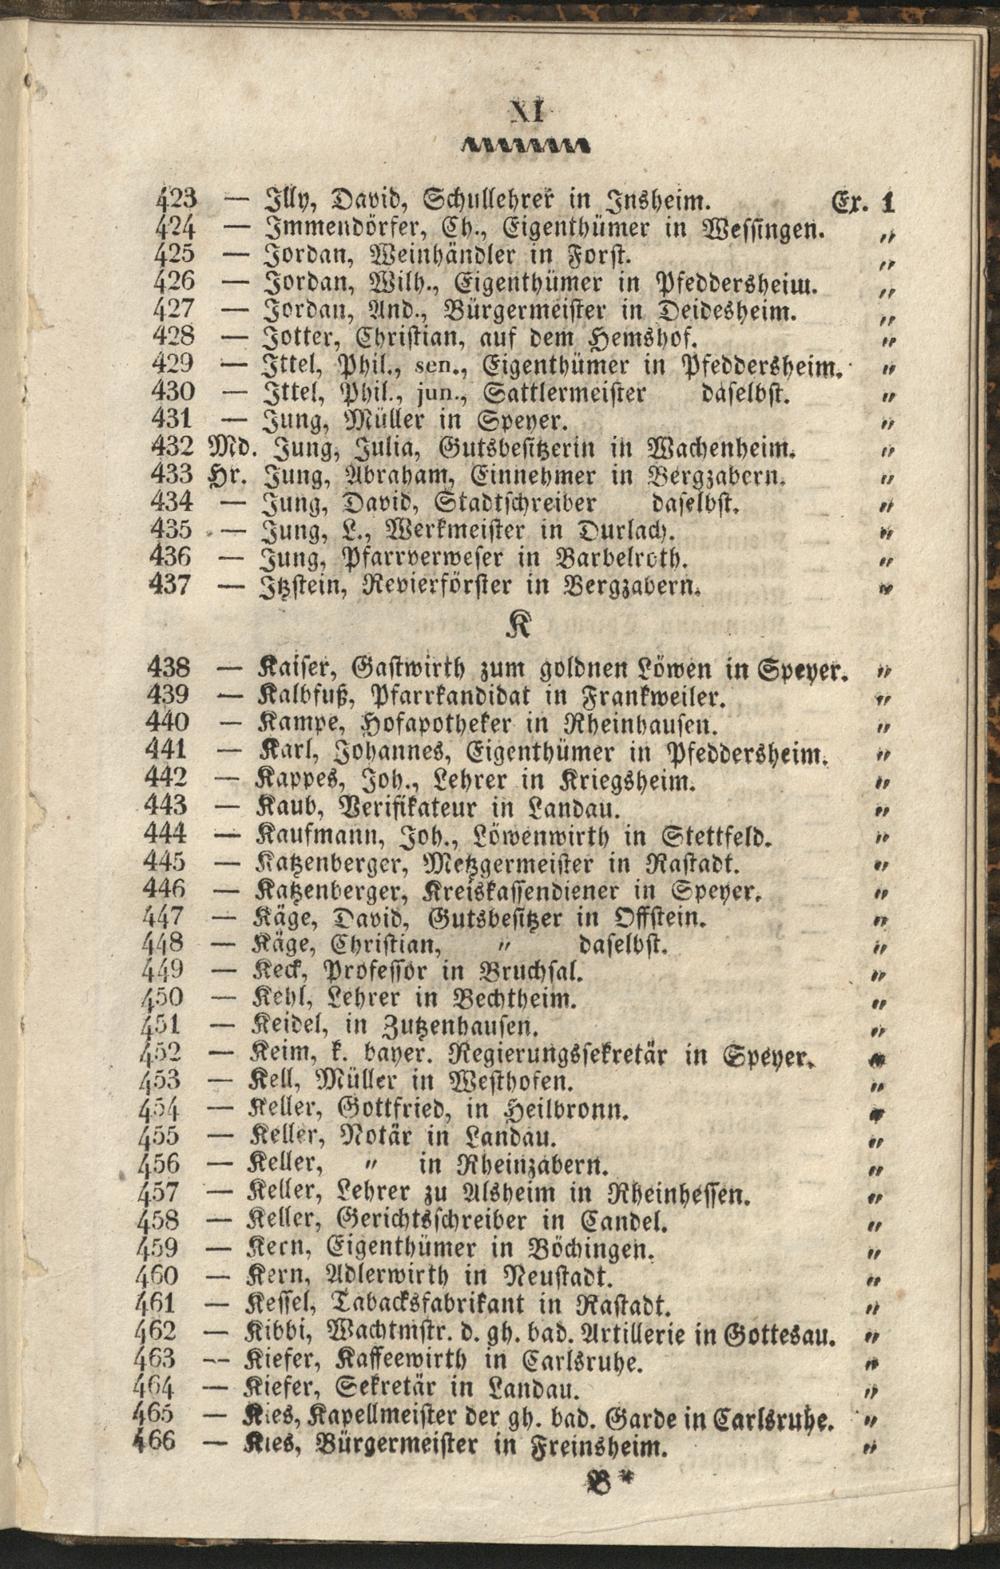 XI
423 — Illy, David, Schullehrer in Insheim. Ex. 1
424 — Immendörfer, Ch., Eigenthümer in Wessingen. „
425 — Jordan, Weinhändler in Forst. „
426 — Jordan, Wilh., Eigenthümer in Pfeddersheim. „
427 — Jordan, And., Bürgermeister in Deidesheim. „
428 — Jotter, Christian, auf dem Hemshof. „
429 — Ittel, Phil., sen., Eigenthümer in Pfeddersheim. „
430 — Ittel, Phil., jun., Sattlermeister daselbst. „
431 — Jung, Müller in Speyer. „
432 Md. Jung, Julia, Gutsbesitzerin in Wachenheim. „
433 Hr. Jung, Abraham, Einnehmer in Bergzabern. „
434 — Jung, David, Stadtschreiber daselbst. „
435 — Jung, L., Werkmeister in Durlach. „
436 — Jung, Pfarrverweser in Barbelroth. „
437 — Itzstein, Revierförster in Bergzabern. „
K
438 — Kaiser, Gastwirth zum goldnen Löwen in Speyer. „
439 — Kalbfuß, Pfarrkandidat in Frankweiler. „
440 — Kampe, Hofapotheker in Rheinhausen. „
441 — Karl, Johannes, Eigenthümer in Pfeddersheim. „
442 — Kappes, Joh., Lehrer in Kriegsheim. „
443 — Kaub, Verifikateur in Landau. „
444 — Kaufmann, Joh., Löwenwirth in Stettfeld. „
445 — Katzenberger, Metzgermeister in Rastadt. „
446 — Katzenberger, Kreiskassendiener in Speyer. „
447 — Käge, David, Gutsbesitzer in Offstein. „
448 — Käge, Christian, „ daselbst. „
449 — Keck, Professor in Bruchsal. „
450 — Kehl, Lehrer in Bechtheim. „
451 — Keidel, in Zutzenhausen. „
452 — Keim, k. bayer. Regierungssekretär in Speyer. „
453 — Kell, Müller in Westhofen. „
454 — Keller, Gottfried, in Heilbronn. „
455 — Keller, Notär in Landau. „
456 — Keller, „ in Rheinzabern. „
457 — Keller, Lehrer zu Alsheim in Rheinhessen. „
458 — Keller, Gerichtsschreiber in Candel. „
459 — Kern, Eigenthümer in Böchingen. „
460 — Kern, Adlerwirth in Neustadt. „
461 — Kessel, Tabacksfabrikant in Rastadt. „
462 — Kibbi, Wachtmstr. d. gh. bad. Artillerie in Gottesau. „
463 — Kiefer, Kaffeewirth in Carlsruhe. „
464 — Kiefer, Sekretär in Landau. „
465 — Kies, Kapellmeister der gh. bad. Garde in Carlsruhe. „
466 — Kies, Bürgermeister in Freinsheim. „
B*